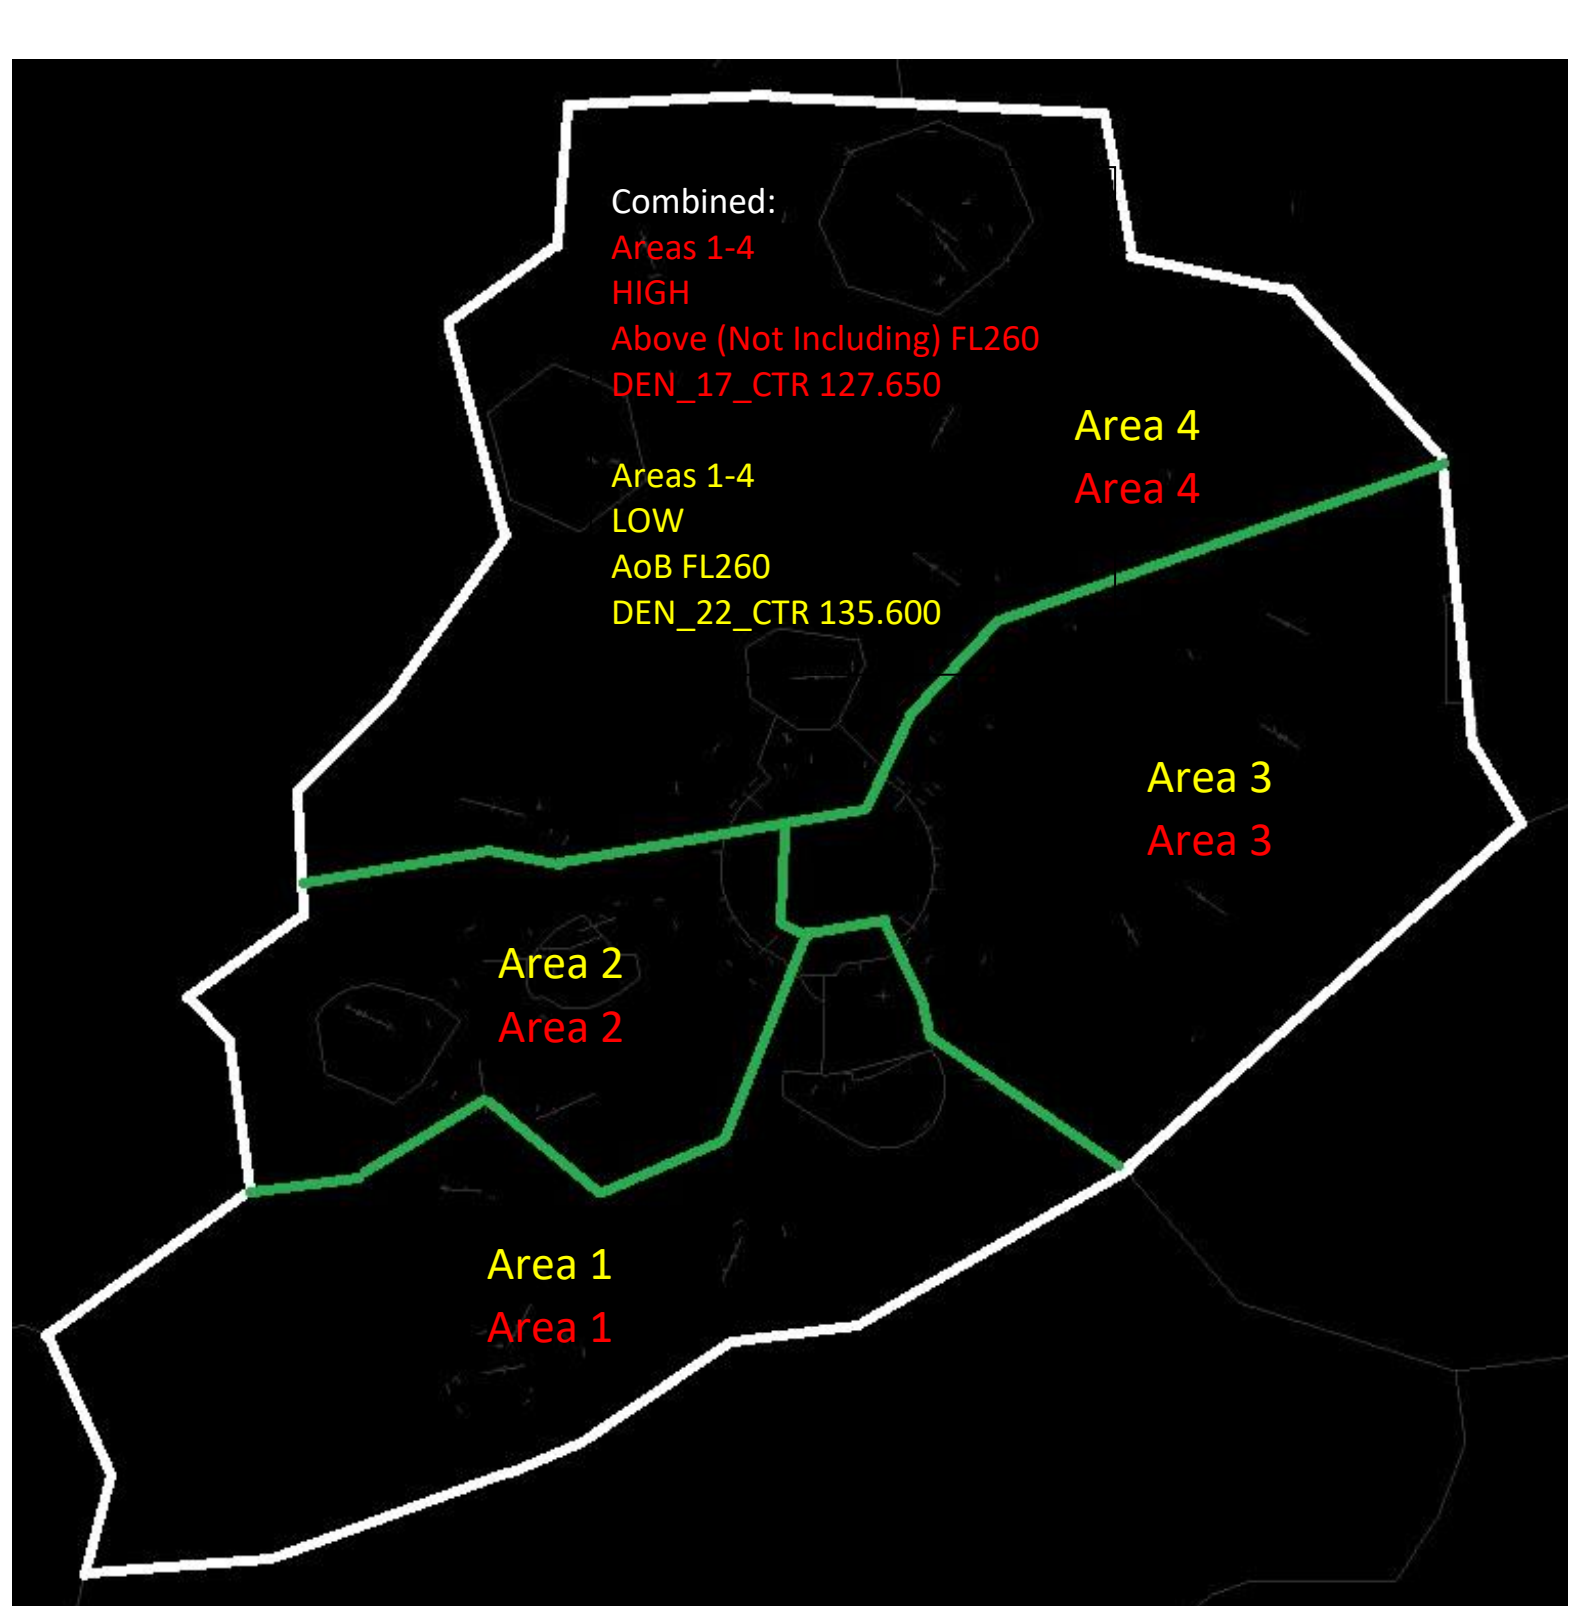 Combined:
Areas 1-4
HIGH
Above (Not Including) FL260
DEN_17_CTR 127.650
Areas 1-4
LOW
AoB FL260
DEN_22_CTR 135.600
Area 4
Area 4
Area 3
Area 3
Area 2
Area 2
Area 1
Area 1